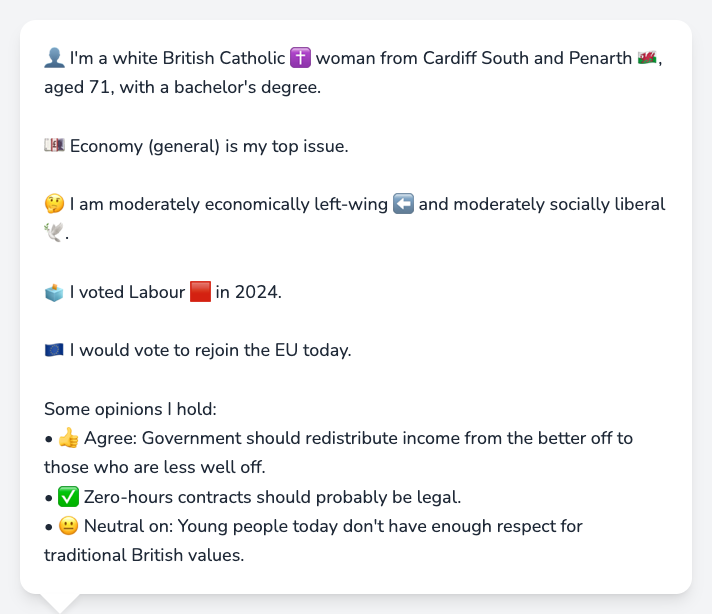 👤 I'm a white British Catholic ✝️ woman from Cardiff South and Penarth 🏴󠁧󠁢󠁷󠁬󠁳󠁿,
aged 71, with a bachelor's degree.
💷 Economy (general) is my top issue.
🤔 I am moderately economically left-wing ⬅️ and moderately socially liberal
🕊️.
🗳️ I voted Labour 🟥 in 2024.
🇪🇺 I would vote to rejoin the EU today.
Some opinions I hold:
• 👍 Agree: Government should redistribute income from the better off to
those who are less well off.
• ✅ Zero-hours contracts should probably be legal.
• 😐 Neutral on: Young people today don't have enough respect for
traditional British values.